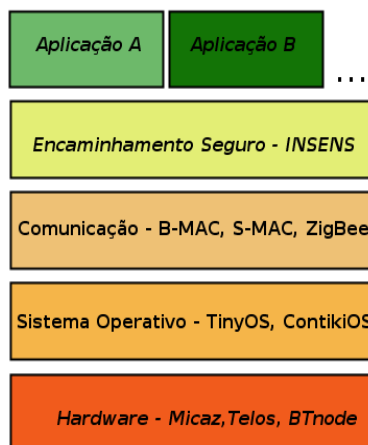 Aplicação A
Aplicação B
...
Encaminhamento Seguro - INSENS
Comunicação - B-MAC, S-MAC, ZigBee
Sistema Operativo - TinyOS, ContikiOS
Hardware - Micaz,Telos, BTnode